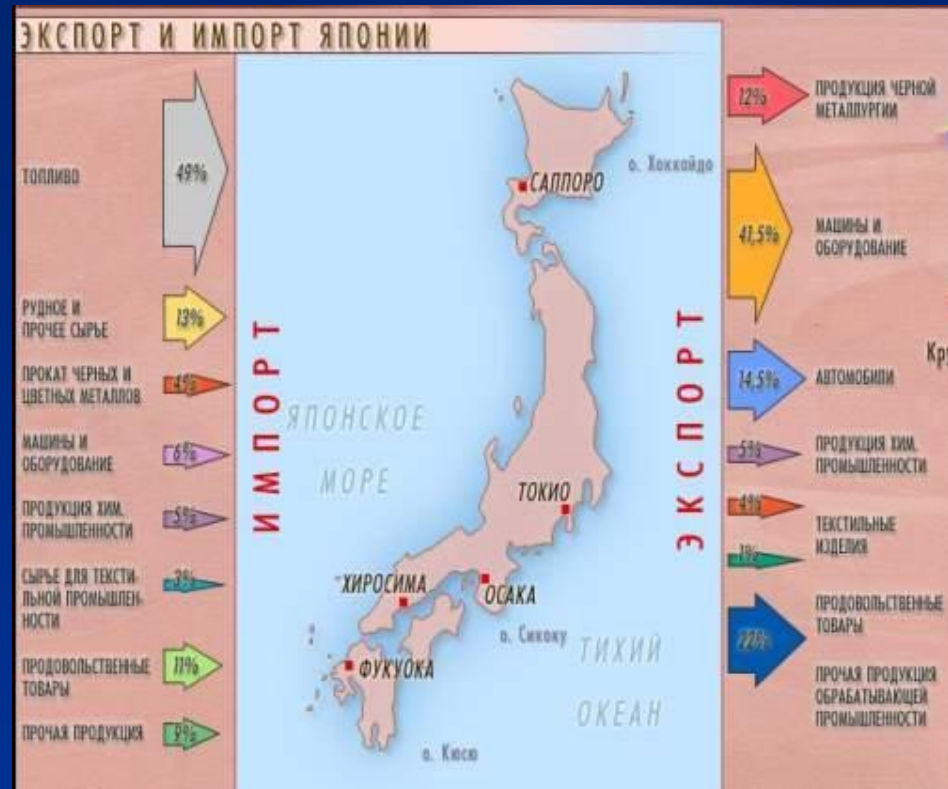 ЭКСПОРТ И ИМПОРТ ЯПОНИИ
ТОПЛИВО
49%
РУДНОЕ И
ПРОЧЕЕ СЫРЬЕ
13%
ПРОКАТ ЧЕРНЫХ И
ЦВЕТНЫХ МЕТАЛЛОВ
4%
МАШИНЫ И
ОБОРУДОВАНИЕ
6%
ПРОДУКЦИЯ ХИМ.
ПРОМЫШЛЕННОСТИ
5%
СЫРЬЕ ДЛЯ ТЕКСТИ-
ЛЬНОЙ ПРОМЫШЛЕН-
НОСТИ
3%
ПРОДОВОЛЬСТВЕННЫЕ
ТОВАРЫ
11%
ПРОЧАЯ ПРОДУКЦИЯ
9%
ИМПОРТ
о. Хоккайдо
САППОРО
ЯПОНСКОЕ
МОРЕ
ТОКИО
ХИРОСИМА
ОСАКА
о. Сикоку
ФУКУОКА
ТИХИЙ
ОКЕАН
о. Кюсю
ЭКСПОРТ
12%
ПРОДУКЦИЯ ЧЕРНОЙ
МЕТАЛЛУРГИИ
41,5%
МАШИНЫ И
ОБОРУДОВАНИЕ
Кру
14,5%
АВТОМОБИЛИ
5%
ПРОДУКЦИЯ ХИМ.
ПРОМЫШЛЕННОСТИ
4%
ТЕКСТИЛЬНЫЕ
ИЗДЕЛИЯ
1%
ПРОДОВОЛЬСТВЕННЫЕ
ТОВАРЫ
22%
ПРОЧАЯ ПРОДУКЦИЯ
ОБРАБАТЫВАЮЩЕЙ
ПРОМЫШЛЕННОСТИ